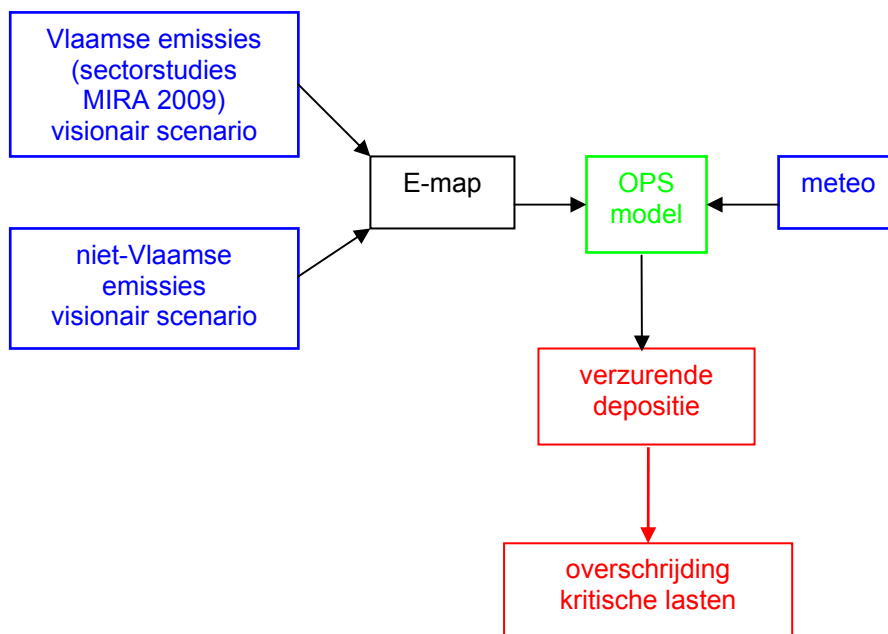 Vlaamse emissies
(sectorstudies
MIRA 2009)
visionair scenario
niet-Vlaamse
emissies
visionair scenario
E-map
OPS
model
meteo
verzurende
depositie
overschrijding
kritische lasten